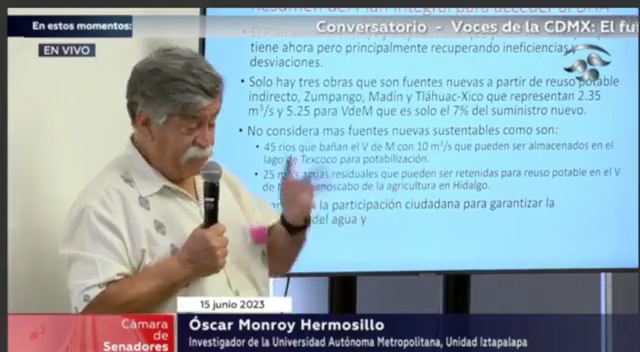 En estos momentos:
Conversatorio - Voces de la CDMX: El fu
EN VIVO
tiene ahora pero principalmente recuperando ineficiencias y
desviaciones.
• Solo hay tres obras que son fuentes nuevas a partir de reuso potable
indirecto, Zumpango, Madín y Tláhuac-Xico que representan 2.35
m³/s y 5.25 para VdeM que es solo el 7% del suministro nuevo.
• No considera mas fuentes nuevas sustentables como son:
• 45 rios que bañan el V de M con 10 m³/s que pueden ser almacenados en el
lago de Texcoco para potabilización.
• 25 aguas residuales que pueden ser retenidas para reuso potable en el V
de de la agricultura en Hidalgo.
la participación ciudadana para garantizar la
del agua y
15 junio 2023
Cámara de
Senadores
Óscar Monroy Hermosillo
Investigador de la Universidad Autónoma Metropolitana, Unidad Iztapalapa